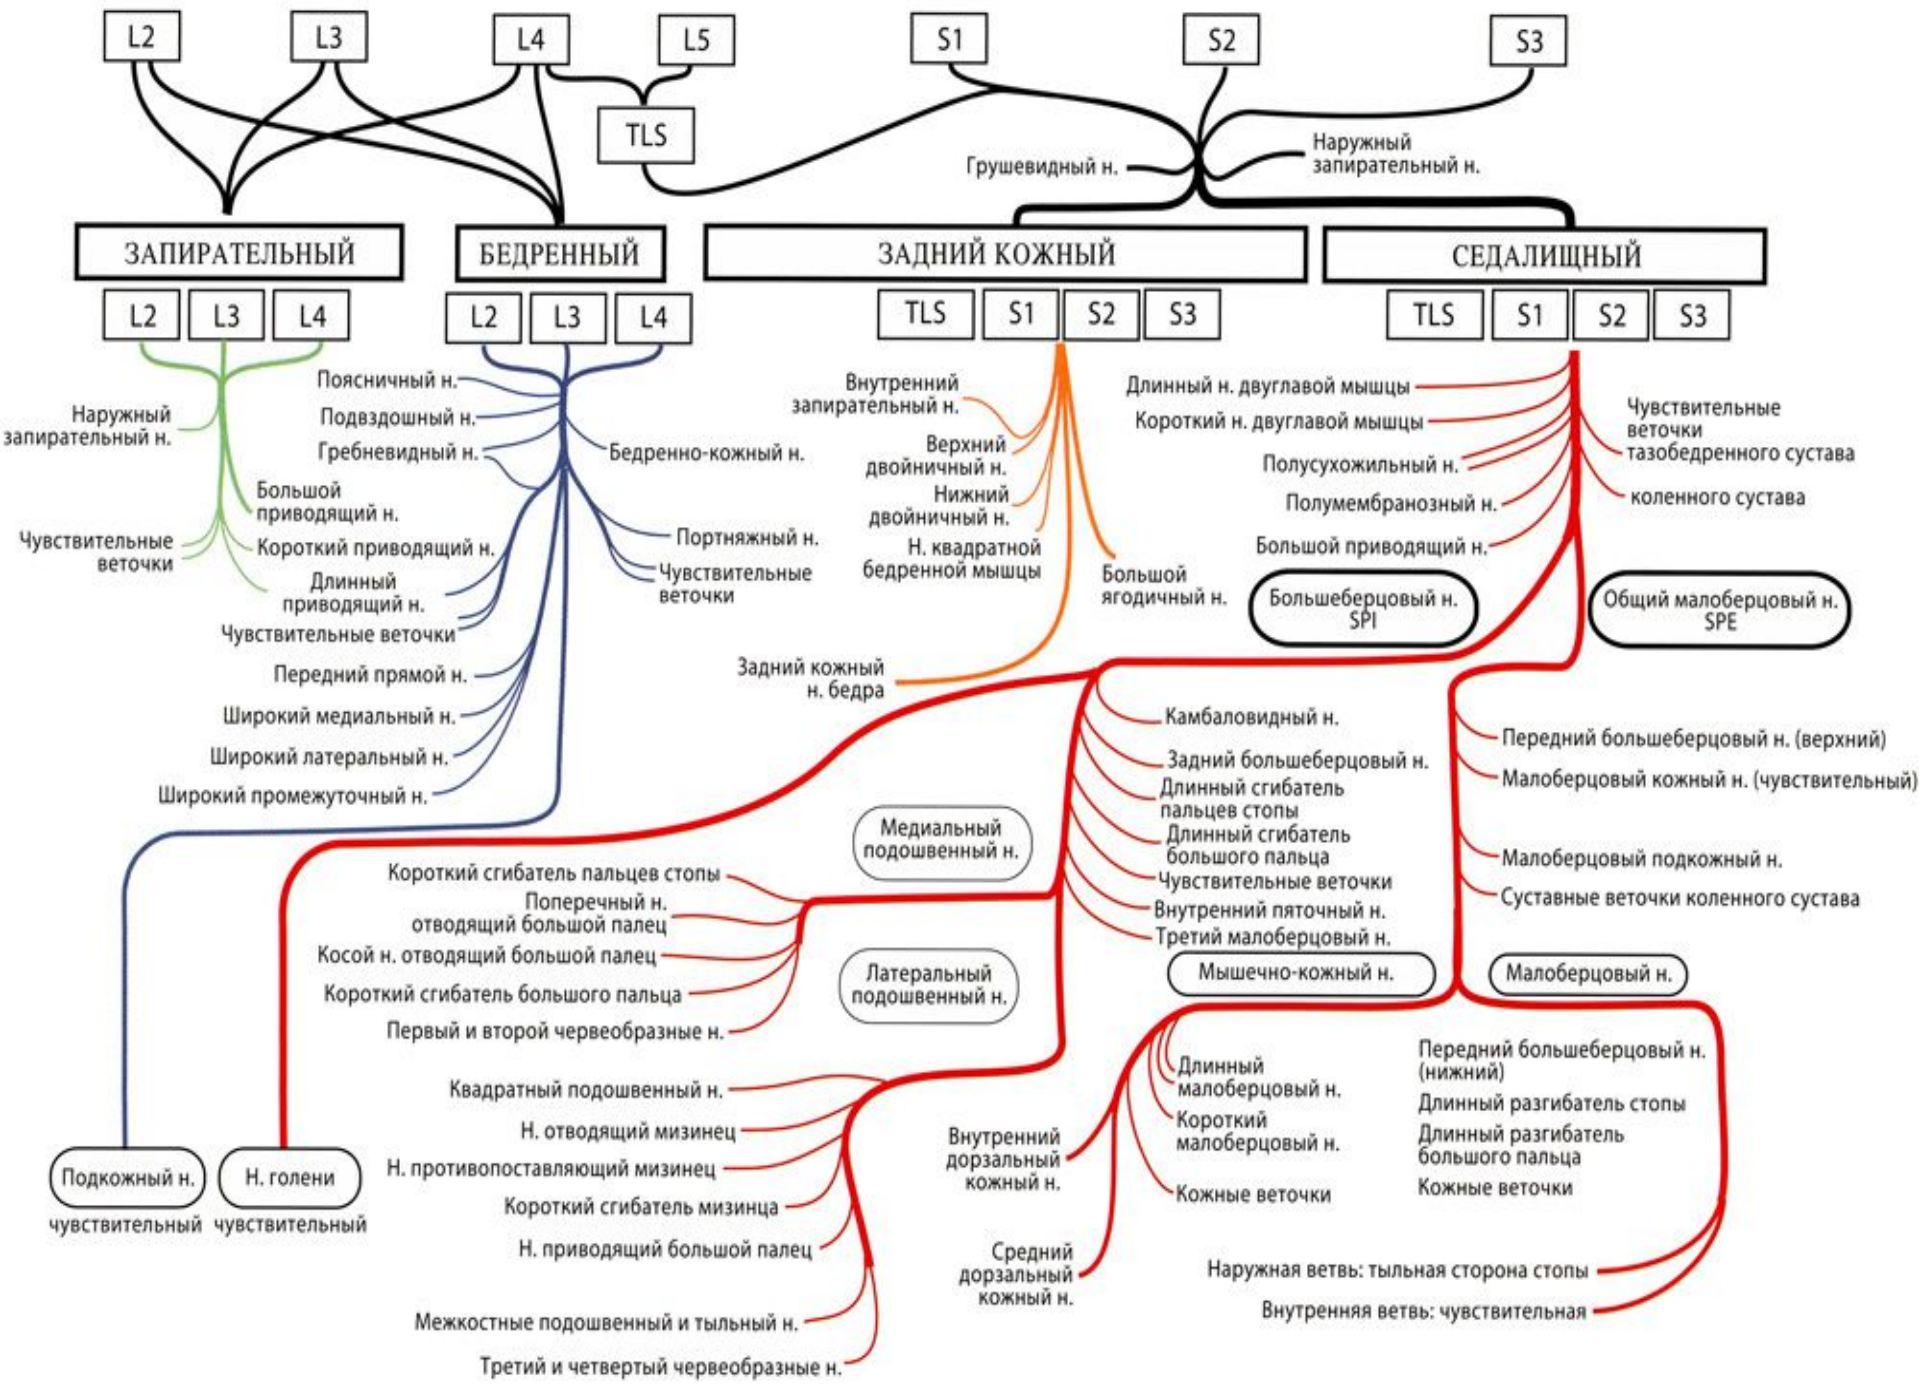 L2
L3
L4
L5
S1
S2
S3
TLS
Грушевидный н.
Наружный
запирательный н.
ЗАПИРАТЕЛЬНЫЙ
БЕДРЕННЫЙ
ЗАДНИЙ КОЖНЫЙ
СЕДАЛИЩНЫЙ
L2
L3
L4
L2
L3
L4
TLS
S1
S2
S3
TLS
S1
S2
S3
Наружный
запирательный н.
Большой
приводящий н.
Чувствительные
веточки
Короткий приводящий н.
Длинный
приводящий н.
Чувствительные веточки
Поясничный н.
Подвздошный н.
Гребневидный н.
Бедренно-кожный н.
Портняжный н.
Чувствительные
веточки
Передний прямой н.
Широкий медиальный н.
Широкий латеральный н.
Широкий промежуточный н.
Внутренний
запирательный н.
Верхний
двойничный н.
Нижний
двойничный н.
Н. квадратной
бедренной мышцы
Большой
ягодичный н.
Задний кожный
н. бедра
Длинный н. двуглавой мышцы
Короткий н. двуглавой мышцы
Полусухожильный н.
Полумембранозный н.
Большой приводящий н.
Чувствительные
веточки
тазобедренного сустава
коленного сустава
Большеберцовый н.
SPI
Общий малоберцовый н.
SPE
Камбаловидный н.
Задний большеберцовый н.
Длинный сгибатель
пальцев стопы
Длинный сгибатель
большого пальца
Чувствительные веточки
Внутренний пяточный н.
Третий малоберцовый н.
Передний большеберцовый н. (верхний)
Малоберцовый кожный н. (чувствительный)
Малоберцовый подкожный н.
Суставные веточки коленного сустава
Медиальный
подошвенный н.
Короткий сгибатель пальцев стопы
Поперечный н.
отводящий большой палец
Косой н. отводящий большой палец
Короткий сгибатель большого пальца
Первый и второй червеобразные н.
Латеральный
подошвенный н.
Квадратный подошвенный н.
Н. отводящий мизинец
Н. противопоставляющий мизинец
Короткий сгибатель мизинца
Н. приводящий большой палец
Межкостные подошвенный и тыльный н.
Третий и четвертый червеобразные н.
Мышечно-кожный н.
Малоберцовый н.
Длинный
малоберцовый н.
Короткий
малоберцовый н.
Кожные веточки
Внутренний
дорзальный
кожный н.
Средний
дорзальный
кожный н.
Передний большеберцовый н.
(нижний)
Длинный разгибатель стопы
Длинный разгибатель
большого пальца
Кожные веточки
Наружная ветвь: тыльная сторона стопы
Внутренняя ветвь: чувствительная
Подкожный н.
чувствительный
Н. голени
чувствительный